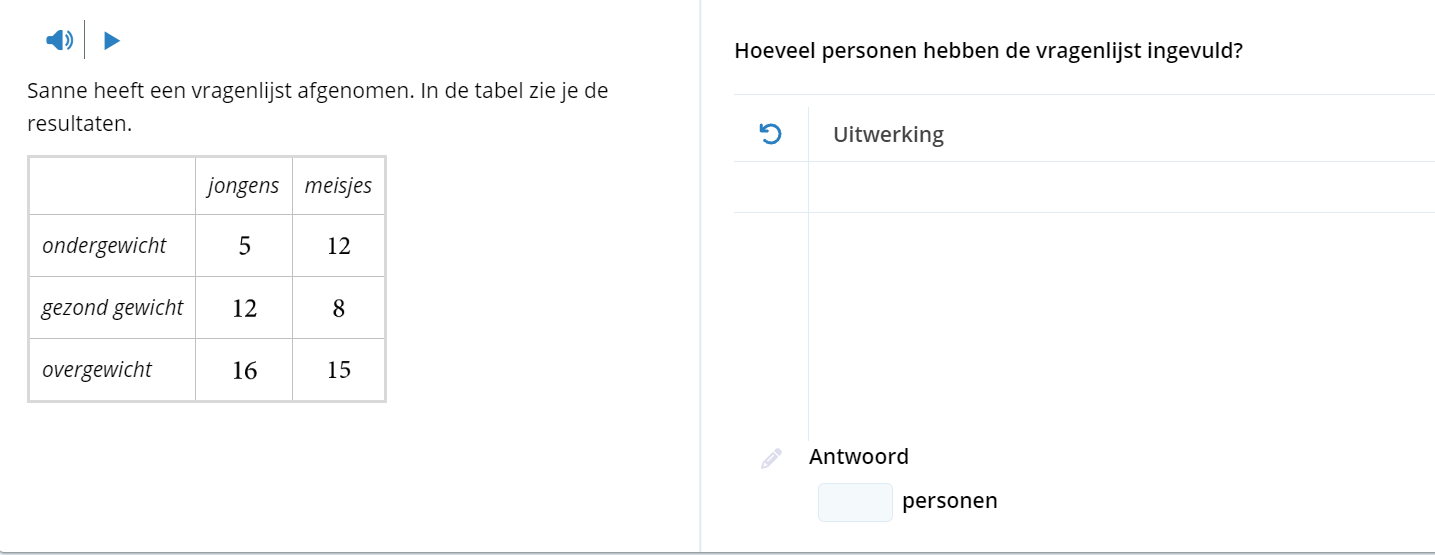 Sanne heeft een vragenlijst afgenomen. In de tabel zie je de
resultaten.
jongens meisjes
ondergewicht 5 12
gezond gewicht 12 8
overgewicht 16 15
Hoeveel personen hebben de vragenlijst ingevuld?
Uitwerking
Antwoord
personen